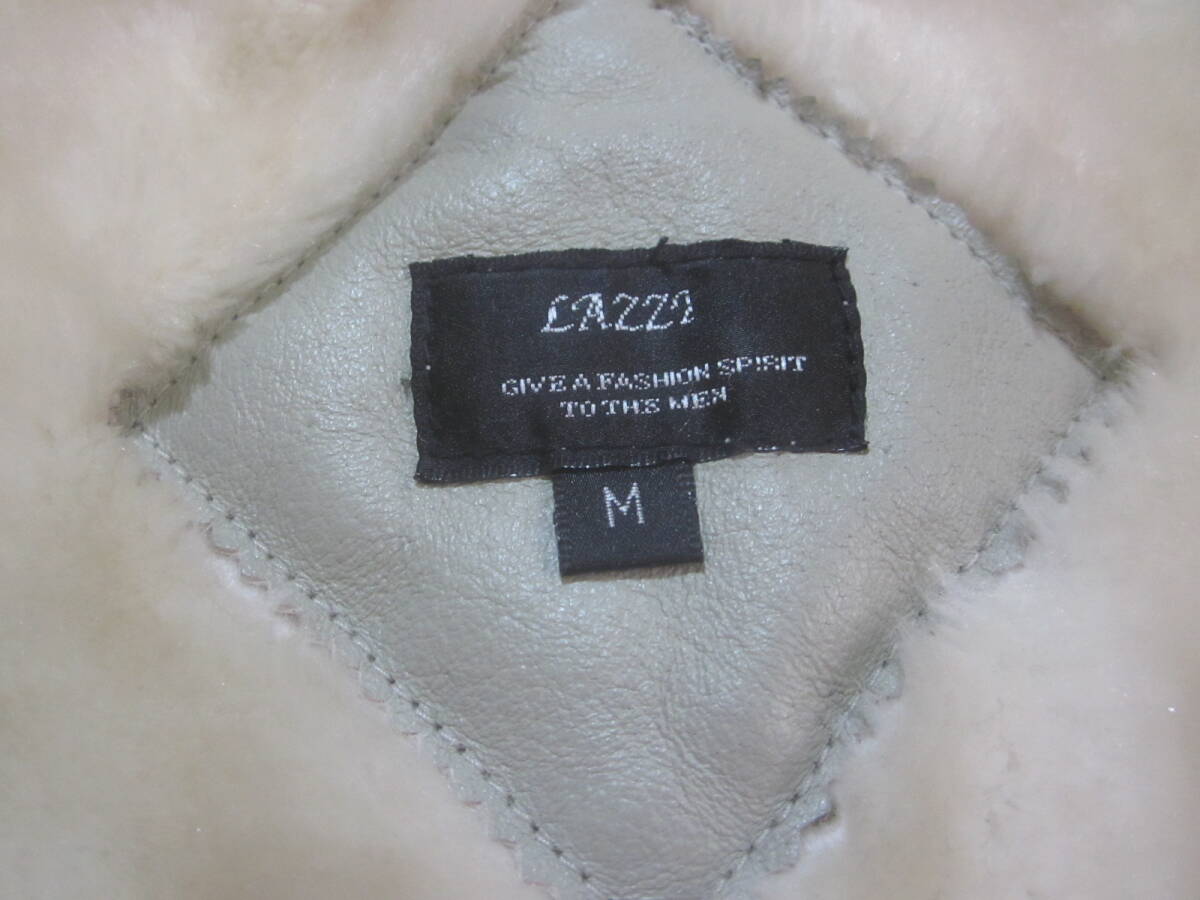 LAZZI
GIVE A FASHION SPIRIT
TO THE MEN
M